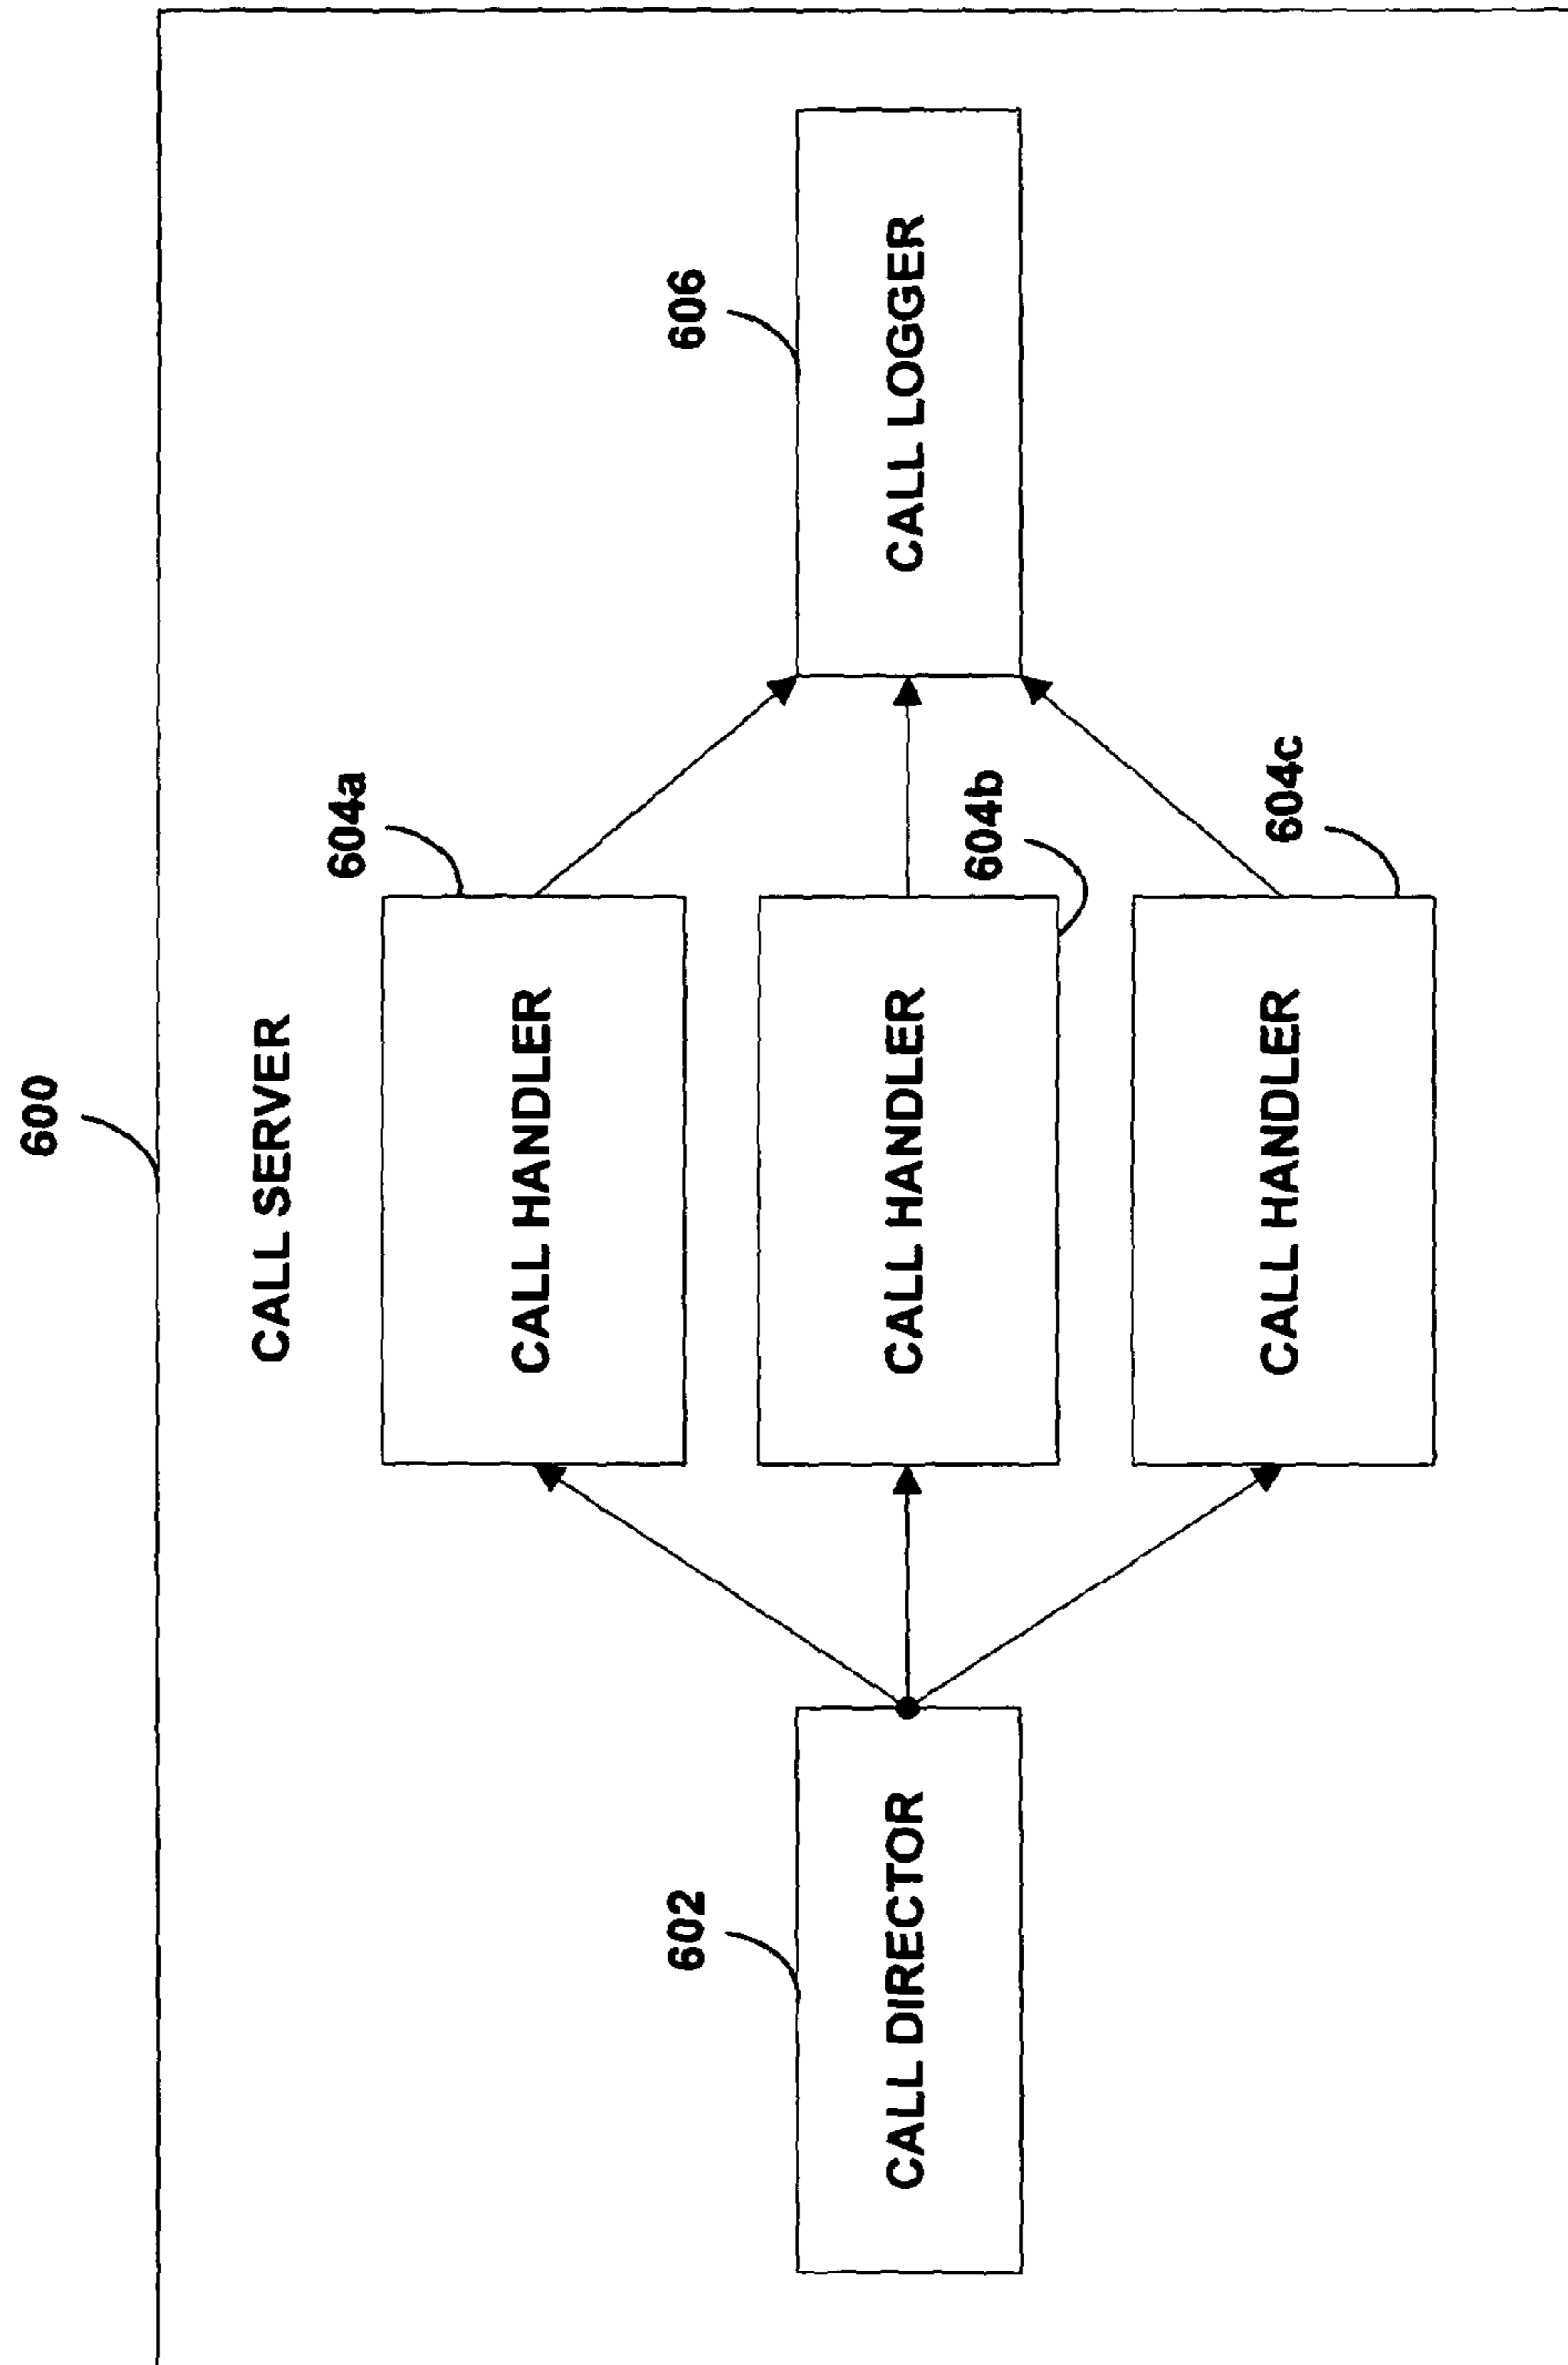 600
CALL SERVER
604a
CALL HANDLER
602
CALL DIRECTOR
CALL HANDLER
604b
606
CALL LOGGER
CALL HANDLER
604c